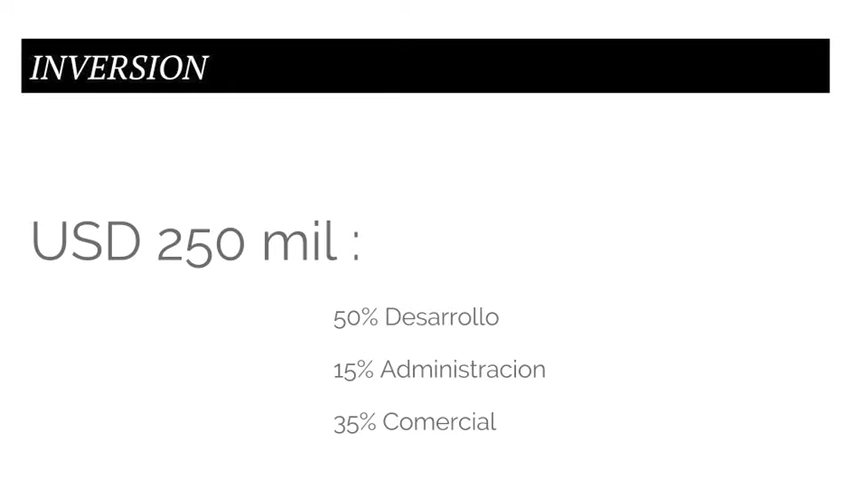 INVERSION
USD 250 mil :
50% Desarrollo
15% Administracion
35% Comercial